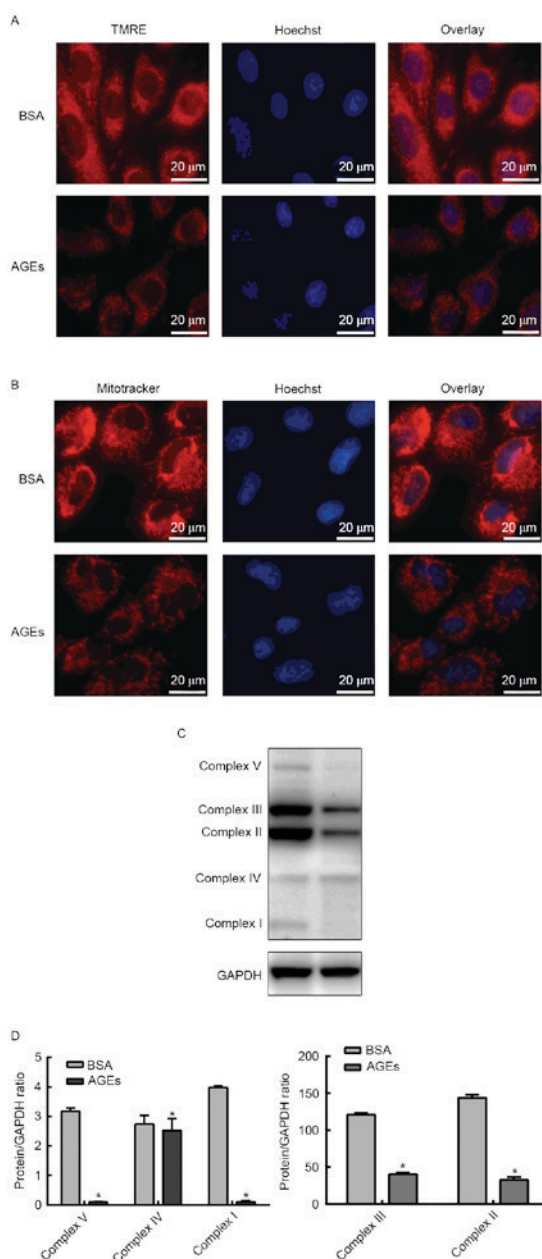 A
TMRE Hoechst Overlay
BSA
20 μm 20 μm 20 μm
AGEs
20 μm 20 μm 20 μm
B
Mitotracker Hoechst Overlay
BSA
20 μm 20 μm 20 μm
AGEs
20 μm 20 μm 20 μm
C
Complex V
Complex III
Complex II
Complex IV
Complex I
GAPDH
D
Protein/GAPDH ratio
5
4
3
2
1
0
BSA
AGEs
* * *
Complex V Complex IV Complex I
Protein/GAPDH ratio
200
150
100
50
0
BSA
AGEs
* *
Complex III Complex II